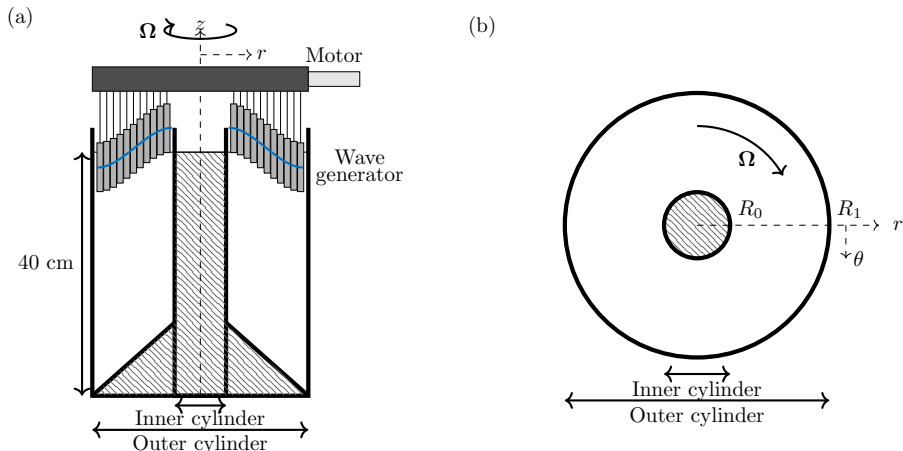 (a)
Ω
z
r
Motor
Wave
generator
40 cm
Inner cylinder
Outer cylinder
(b)
Ω
R₀
R₁
r
θ
Inner cylinder
Outer cylinder